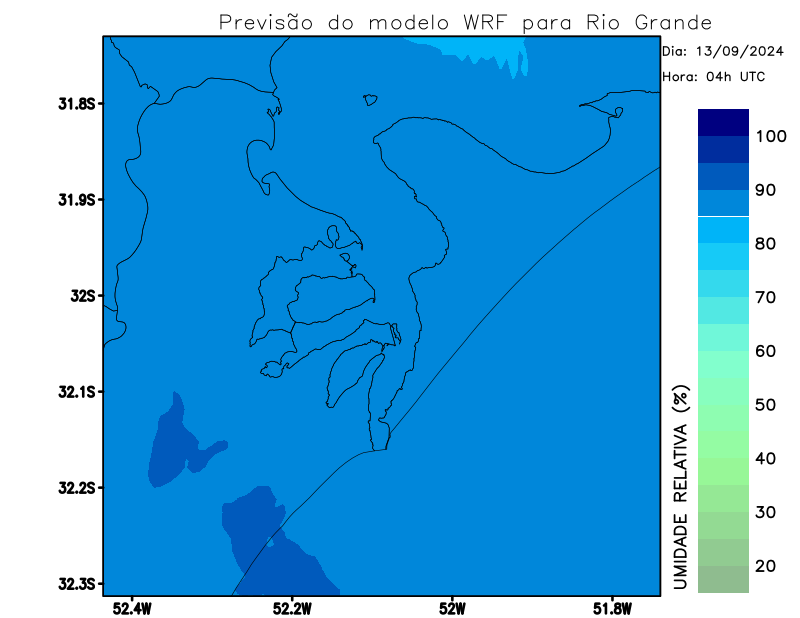 Previsão do modelo WRF para Rio Grande
Dia: 13/09/2024
Hora: 04h UTC
31.8S
31.9S
32S
32.1S
32.2S
32.3S
52.4W
52.2W
52W
51.8W
UMIDADE RELATIVA (%)
100
90
80
70
60
50
40
30
20